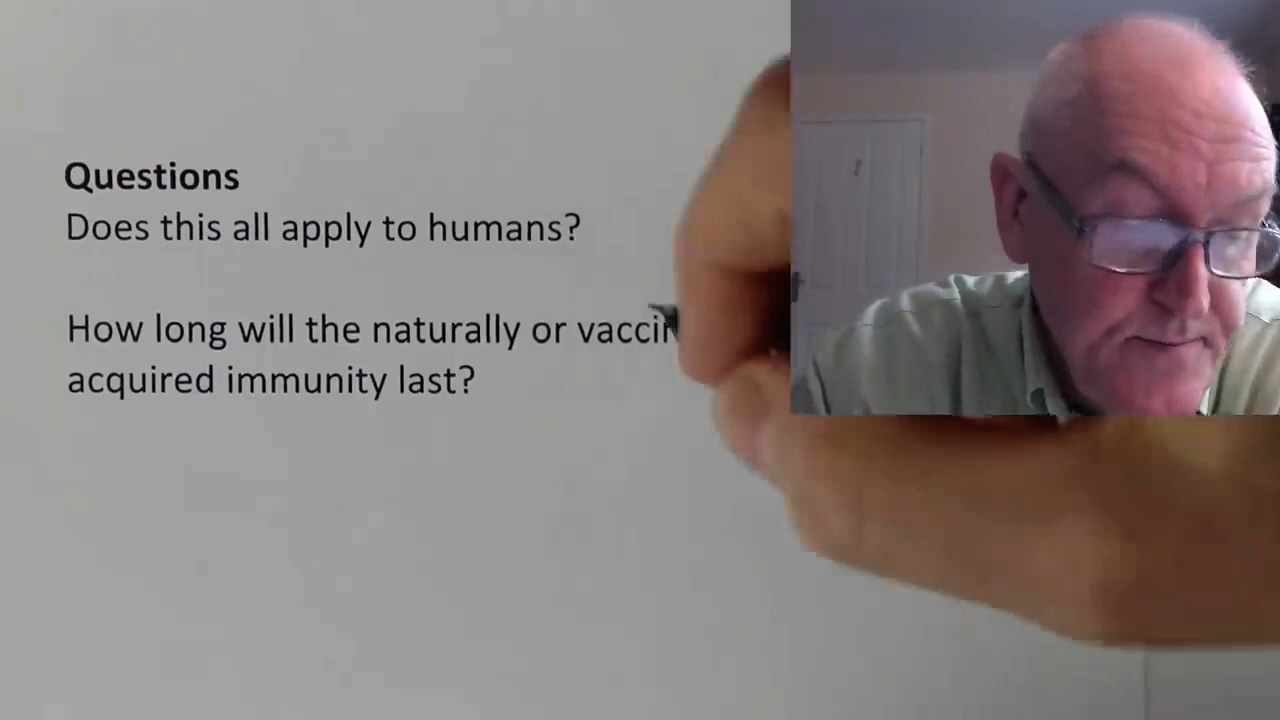 Questions
Does this all apply to humans?
How long will the naturally or
acquired immunity last?